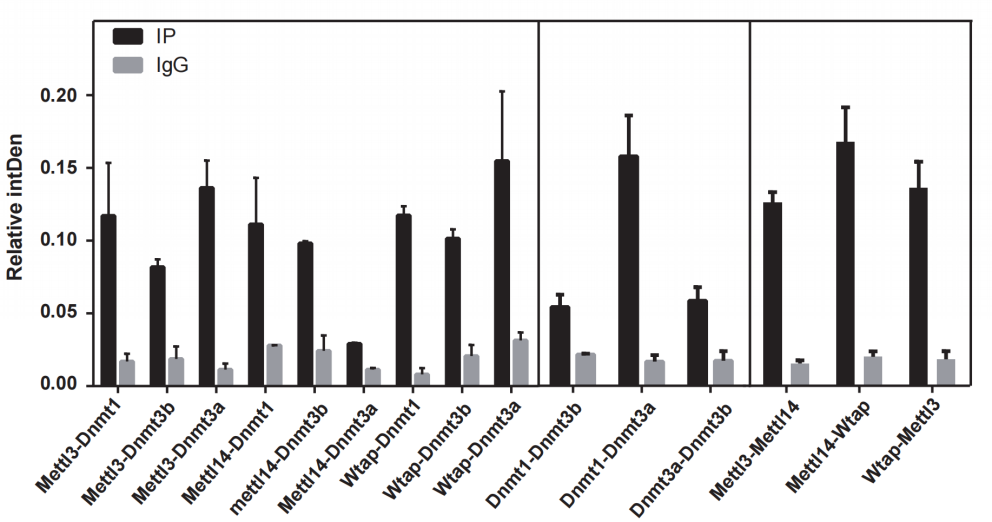 IP
IgG
Relative intDen
0.20
0.15
0.10
0.05
0.00
Mettl3-Dnmt1
Mettl3-Dnmt3b
Mettl3-Dnmt3a
Mettl14-Dnmt1
mettl14-Dnmt3b
Mettl14-Dnmt3a
Wtap-Dnmt1
Wtap-Dnmt3b
Wtap-Dnmt3a
Dnmt1-Dnmt3b
Dnmt1-Dnmt3a
Dnmt3a-Dnmt3b
Mettl3-Mettl14
Mettl14-Wtap
Wtap-Mettl3